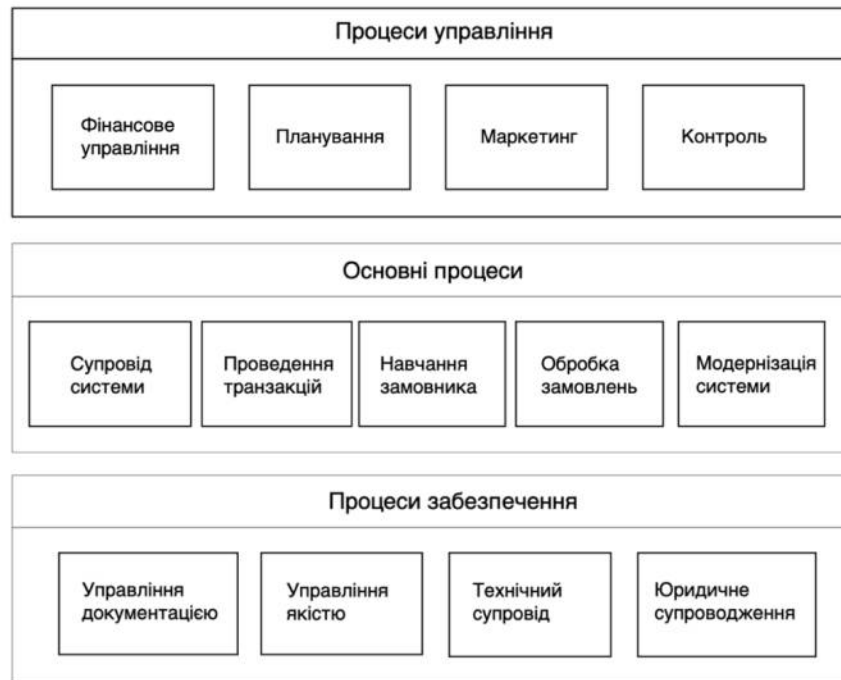 Процеси управління
Фінансове
управління
Планування
Маркетинг
Контроль
Основні процеси
Супровід
системи
Проведення
транзакцій
Навчання
замовника
Обробка
замовлень
Модернізація
системи
Процеси забезпечення
Управління
документацією
Управління
якістю
Технічний
супровід
Юридичне
супроводження